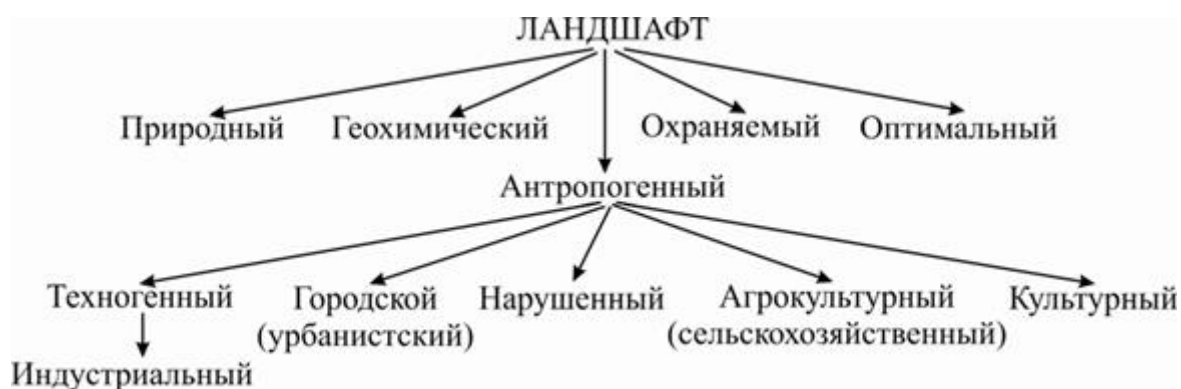 ЛАНДШАФТ
Природный Геохимический Охраняемый Оптимальный
Антропогенный
Техногенный Городской Нарушенный Агрокультурный Культурный
(урбанистский) (сельскохозяйственный)
Индустриальный